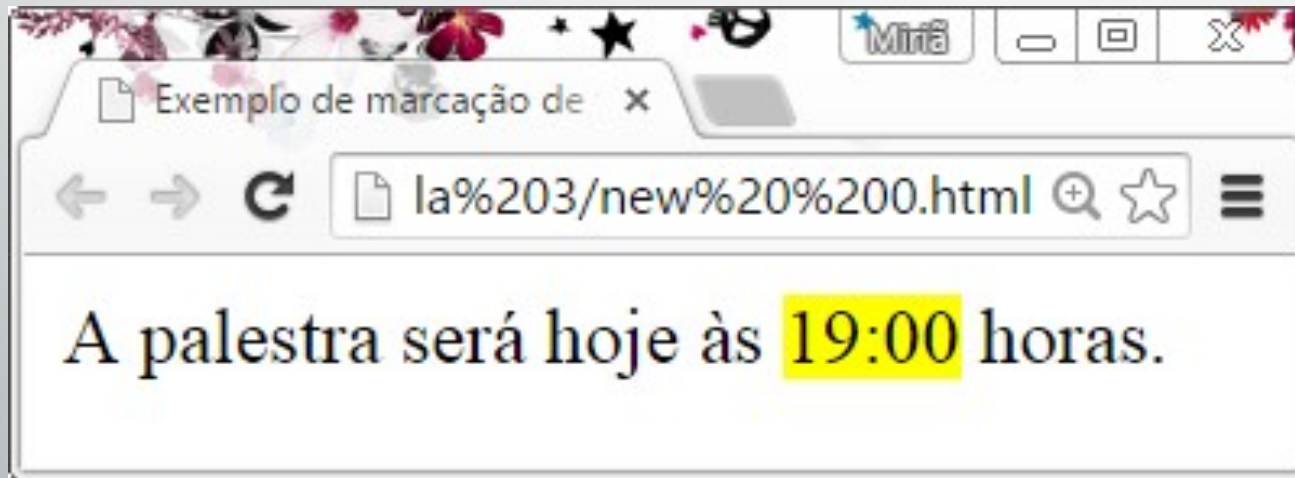 Miriã
Exemplo de marcação de
la%203/new%20%200.html
A palestra será hoje às 19:00 horas.